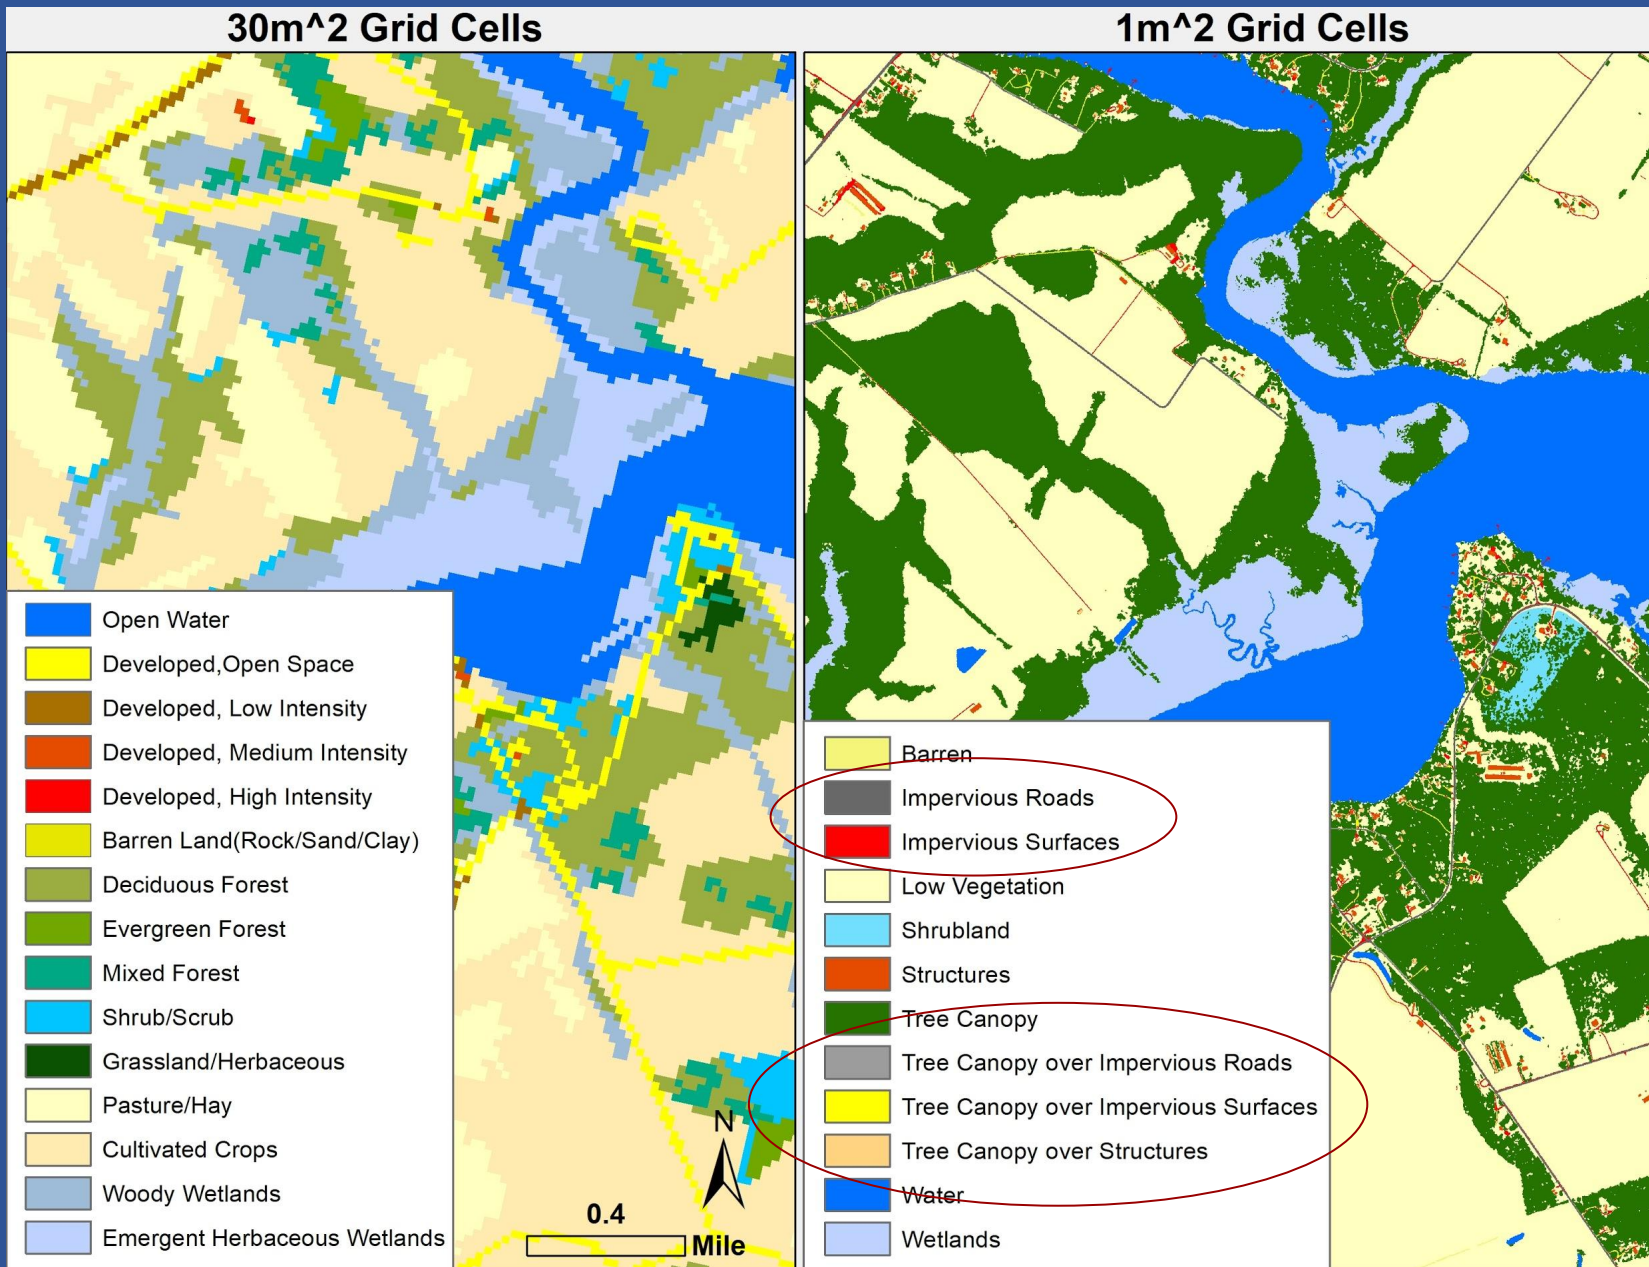 30m^2 Grid Cells
1m^2 Grid Cells
Open Water
Developed,Open Space
Developed, Low Intensity
Developed, Medium Intensity
Developed, High Intensity
Barren Land(Rock/Sand/Clay)
Deciduous Forest
Evergreen Forest
Mixed Forest
Shrub/Scrub
Grassland/Herbaceous
Pasture/Hay
Cultivated Crops
Woody Wetlands
Emergent Herbaceous Wetlands
N
0.4
Mile
Barren
Impervious Roads
Impervious Surfaces
Low Vegetation
Shrubland
Structures
Tree Canopy
Tree Canopy over Impervious Roads
Tree Canopy over Impervious Surfaces
Tree Canopy over Structures
Water
Wetlands